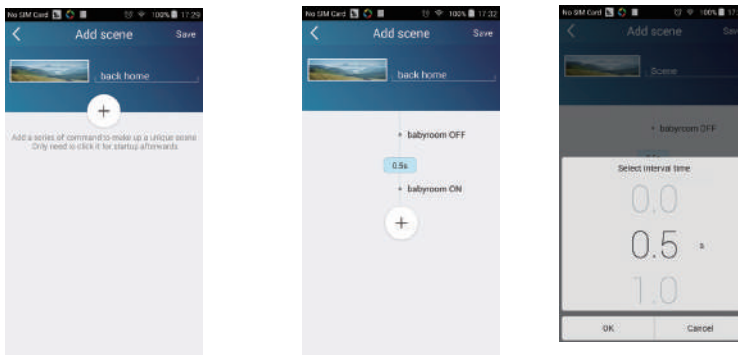 No SIM Card 100% 17:29
Add scene Save
back home
+
Add a series of command to make up a unique scene
Only need is click it for startup afterwards
No SIM Card 100% 17:32
Add scene Save
back home
babyroom OFF
0.5s
babyroom ON
+
No SIM Card 100%
Add scene
Scene
babyroom OFF
Select interval time
0.0
0.5 s
1.0
OK Cancel